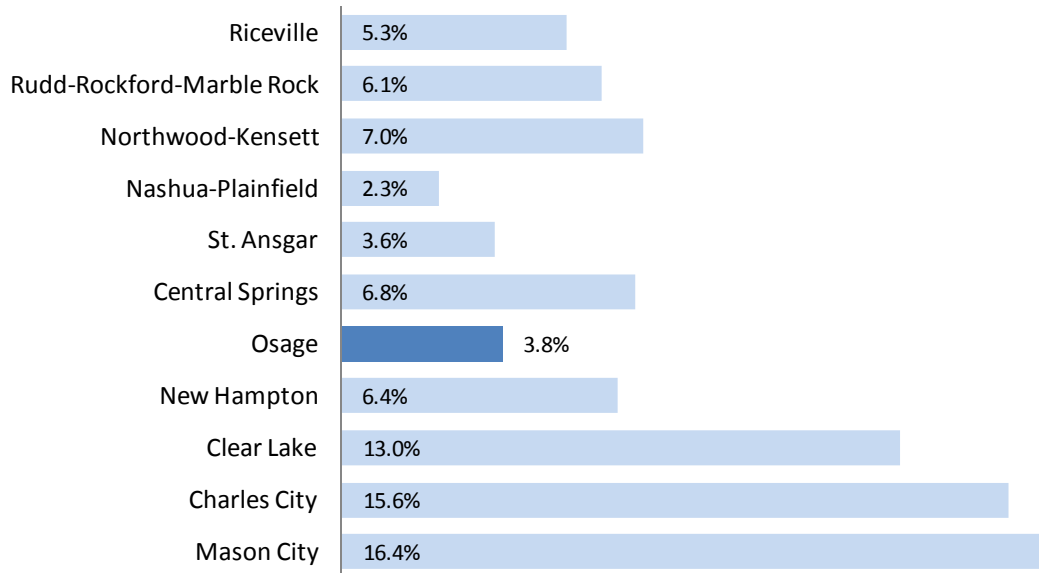 Riceville 5.3%
Rudd-Rockford-Marble Rock 6.1%
Northwood-Kensett 7.0%
Nashua-Plainfield 2.3%
St. Ansgar 3.6%
Central Springs 6.8%
Osage 3.8%
New Hampton 6.4%
Clear Lake 13.0%
Charles City 15.6%
Mason City 16.4%